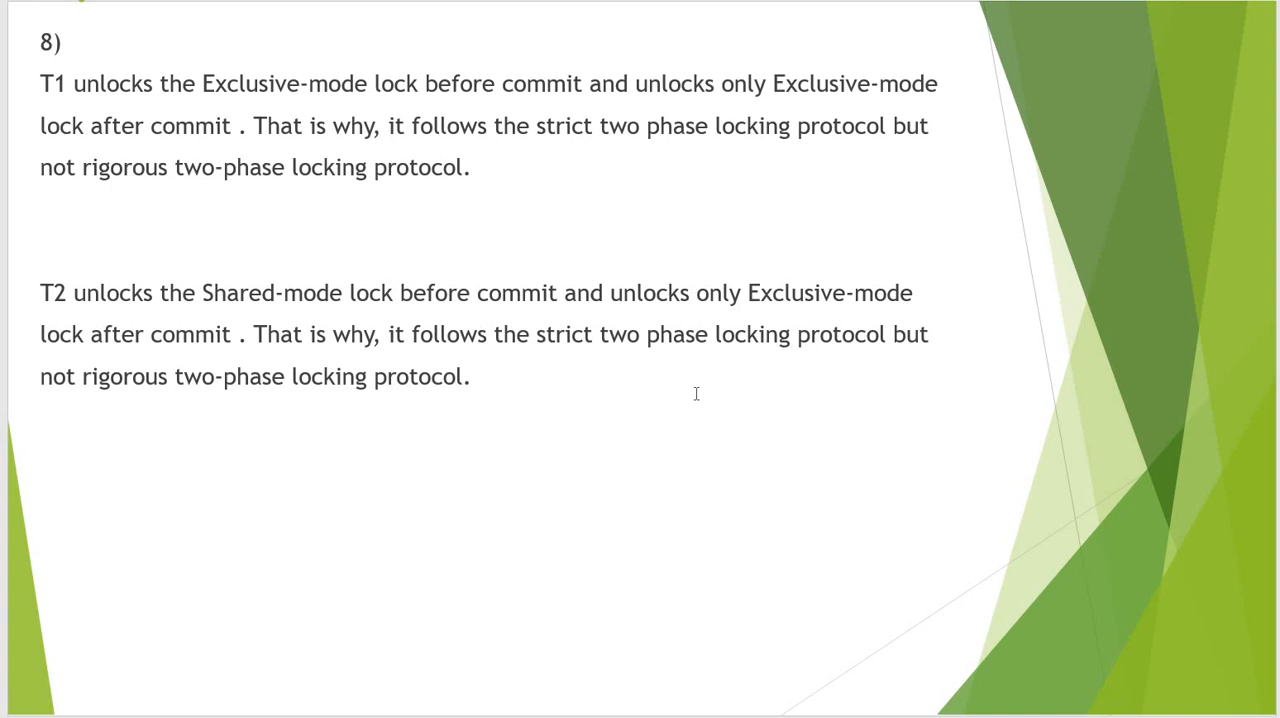 8)
T1 unlocks the Exclusive-mode lock before commit and unlocks only Exclusive-mode
lock after commit . That is why, it follows the strict two phase locking protocol but
not rigorous two-phase locking protocol.
T2 unlocks the Shared-mode lock before commit and unlocks only Exclusive-mode
lock after commit . That is why, it follows the strict two phase locking protocol but
not rigorous two-phase locking protocol.